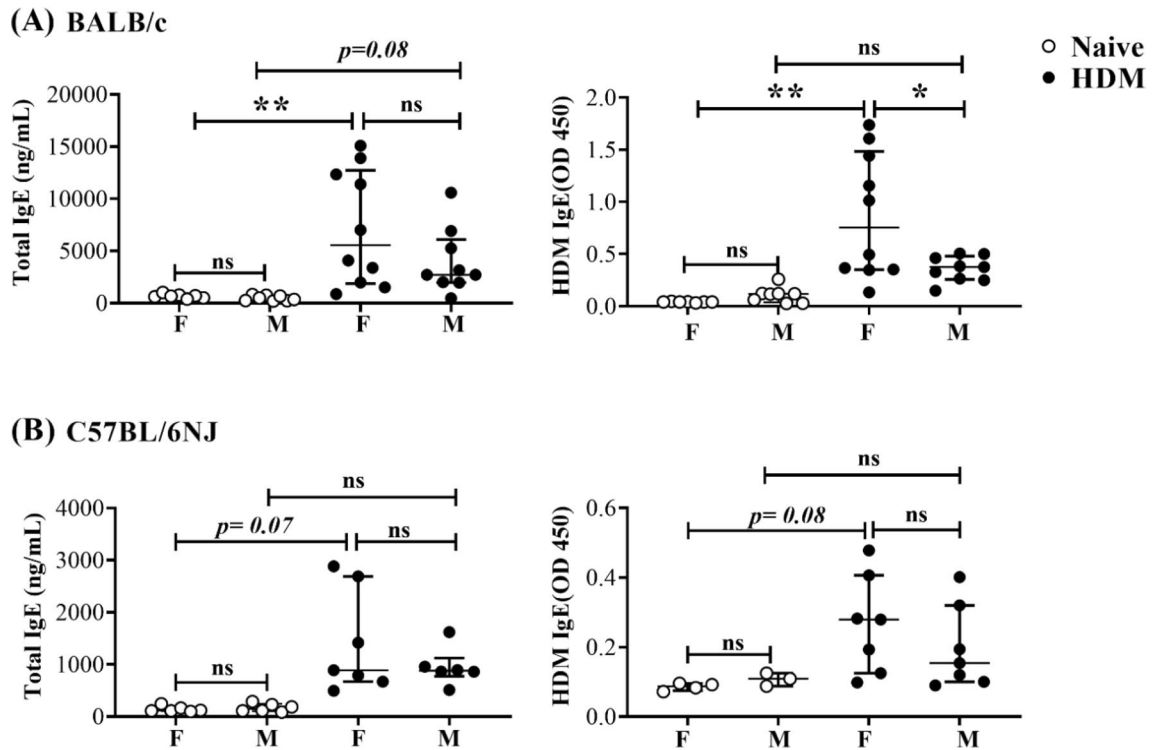 (A) BALB/c
Naive
HDM
Total IgE (ng/mL)
20000
15000
10000
5000
0
p=0.08
**
ns
ns
F
M
F
M
HDM IgE(OD 450)
2.0
1.5
1.0
0.5
0.0
ns
**
*
ns
F
M
F
M
(B) C57BL/6NJ
Total IgE (ng/mL)
4000
3000
2000
1000
0
ns
p= 0.07
ns
ns
F
M
F
M
HDM IgE(OD 450)
0.6
0.4
0.2
0.0
ns
p= 0.08
ns
ns
F
M
F
M